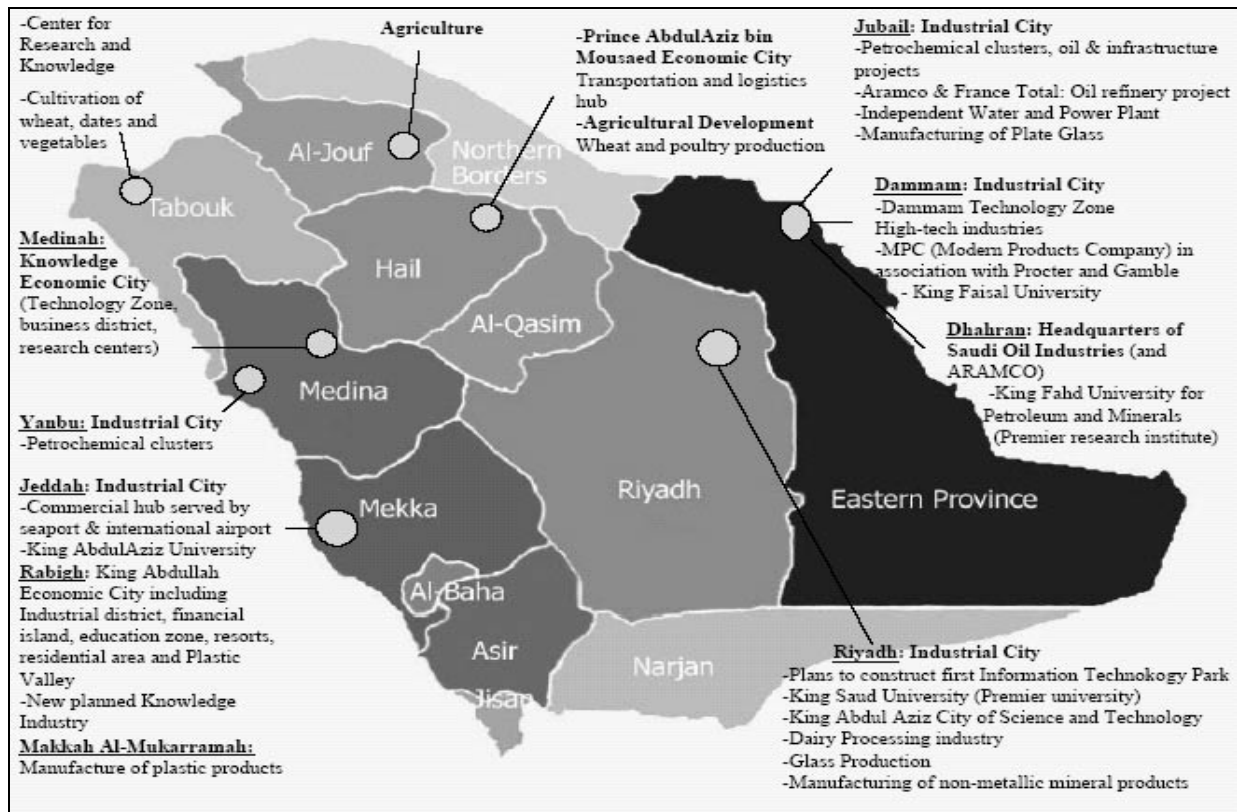 -Center for
Research and
Knowledge
-Cultivation of
wheat, dates and
vegetables
Medinah:
Knowledge
Economic City
(Technology Zone,
business district,
research centers)
Yanbu: Industrial City
-Petrochemical clusters
Jeddah: Industrial City
-Commercial hub served by
seaport & international airport
-King AbdulAziz University
Rabigh: King Abdullah
Economic City including
Industrial district, financial
island, education zone, resorts,
residential area and Plastic
Valley
-New planned Knowledge
Industry
Makkah Al-Mukarramah:
Manufacture of plastic products
Agriculture
-Prince AbdulAziz bin
Mousaed Economic City
Transportation and logistics
hub
-Agricultural Development
Wheat and poultry production
Jubail: Industrial City
-Petrochemical clusters, oil & infrastructure
projects
-Aramco & France Total: Oil refinery project
-Independent Water and Power Plant
-Manufacturing of Plate Glass
Dammam: Industrial City
-Dammam Technology Zone
High-tech industries
-MPC (Modern Products Company) in
association with Procter and Gamble
- King Faisal University
Dhahran: Headquarters of
Saudi Oil Industries (and
ARAMCO)
-King Fahd University for
Petroleum and Minerals
(Premier research institute)
Riyadh: Industrial City
-Plans to construct first Information Technokogy Park
-King Saud University (Premier university)
-King Abdul Aziz City of Science and Technology
-Dairy Processing industry
-Glass Production
-Manufacturing of non-metallic mineral products
Al-Jouf
Northern
Borders
Tabouk
Hail
Al-Qasim
Medina
Riyadh
Eastern Province
Mekka
Al-Baha
Asir
Narjan
Jisan